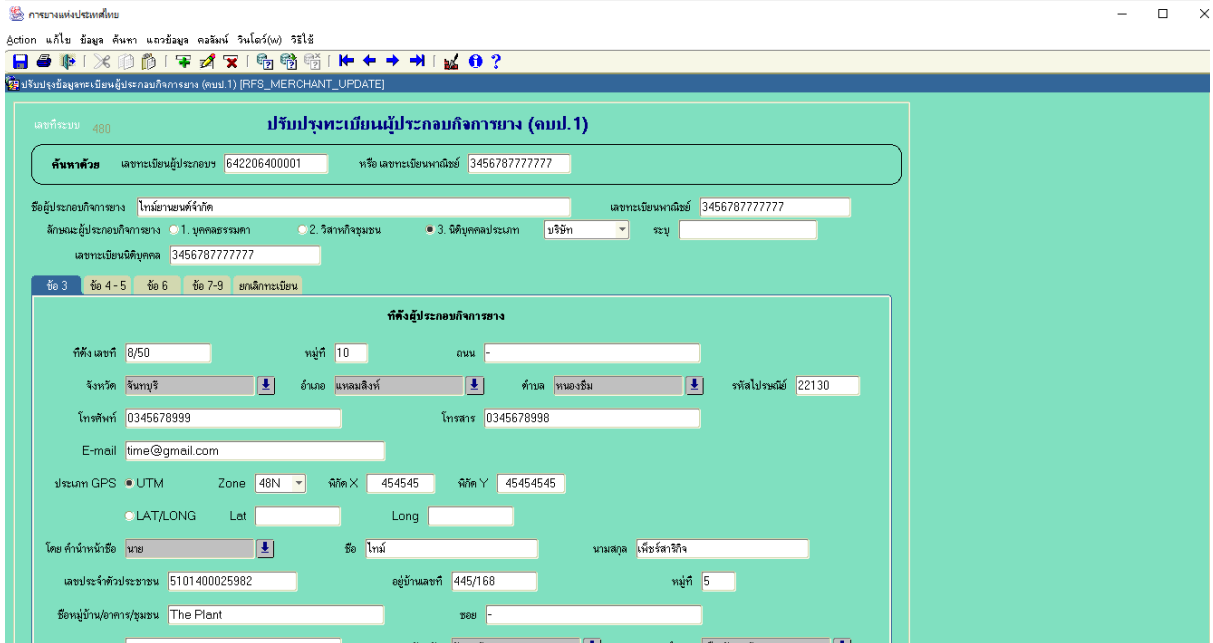 การยางแห่งประเทศไทย
Action แก้ไข ข้อมูล ค้นหา แถวข้อมูล คอลัมน์ วินโดว์(w) วิธีใช้
ปรับปรุงข้อมูลทะเบียนผู้ประกอบกิจการยาง (คบป.1) [RFS_MERCHANT_UPDATE]
เลขที่ระบบ 480 ปรับปรุงทะเบียนผู้ประกอบกิจการยาง (คบป.1)
ค้นหาด้วย เลขทะเบียนผู้ประกอบฯ 642206400001 หรือ เลขทะเบียนพาณิชย์ 3456787777777
ชื่อผู้ประกอบกิจการยาง ไทม์ยานยนต์จำกัด เลขทะเบียนพาณิชย์ 3456787777777
ลักษณะผู้ประกอบกิจการยาง 1. บุคคลธรรมดา 2. วิสาหกิจชุมชน 3. นิติบุคคลประเภท บริษัท ระบุ
เลขทะเบียนนิติบุคคล 3456787777777
ข้อ 3 ข้อ 4 - 5 ข้อ 6 ข้อ 7-9 ยกเลิกทะเบียน
ที่ตั้งผู้ประกอบกิจการยาง
ที่ตั้ง เลขที่ 8/50 หมู่ที่ 10 ถนน -
จังหวัด จันทบุรี อำเภอ แหลมสิงห์ ตำบล หนองชิ่ม รหัสไปรษณีย์ 22130
โทรศัพท์ 0345678999 โทรสาร 0345678998
E-mail time@gmail.com
ประเภท GPS UTM Zone 48N พิกัด X 454545 พิกัด Y 45454545
LAT/LONG Lat Long
โดย คำนำหน้าชื่อ นาย ชื่อ ไทม์ นามสกุล เพ็ชร์สาริกิจ
เลขประจำตัวประชาชน 5101400025982 อยู่บ้านเลขที่ 445/168 หมู่ที่ 5
ชื่อหมู่บ้าน/อาคาร/ชุมชน The Plant ซอย -